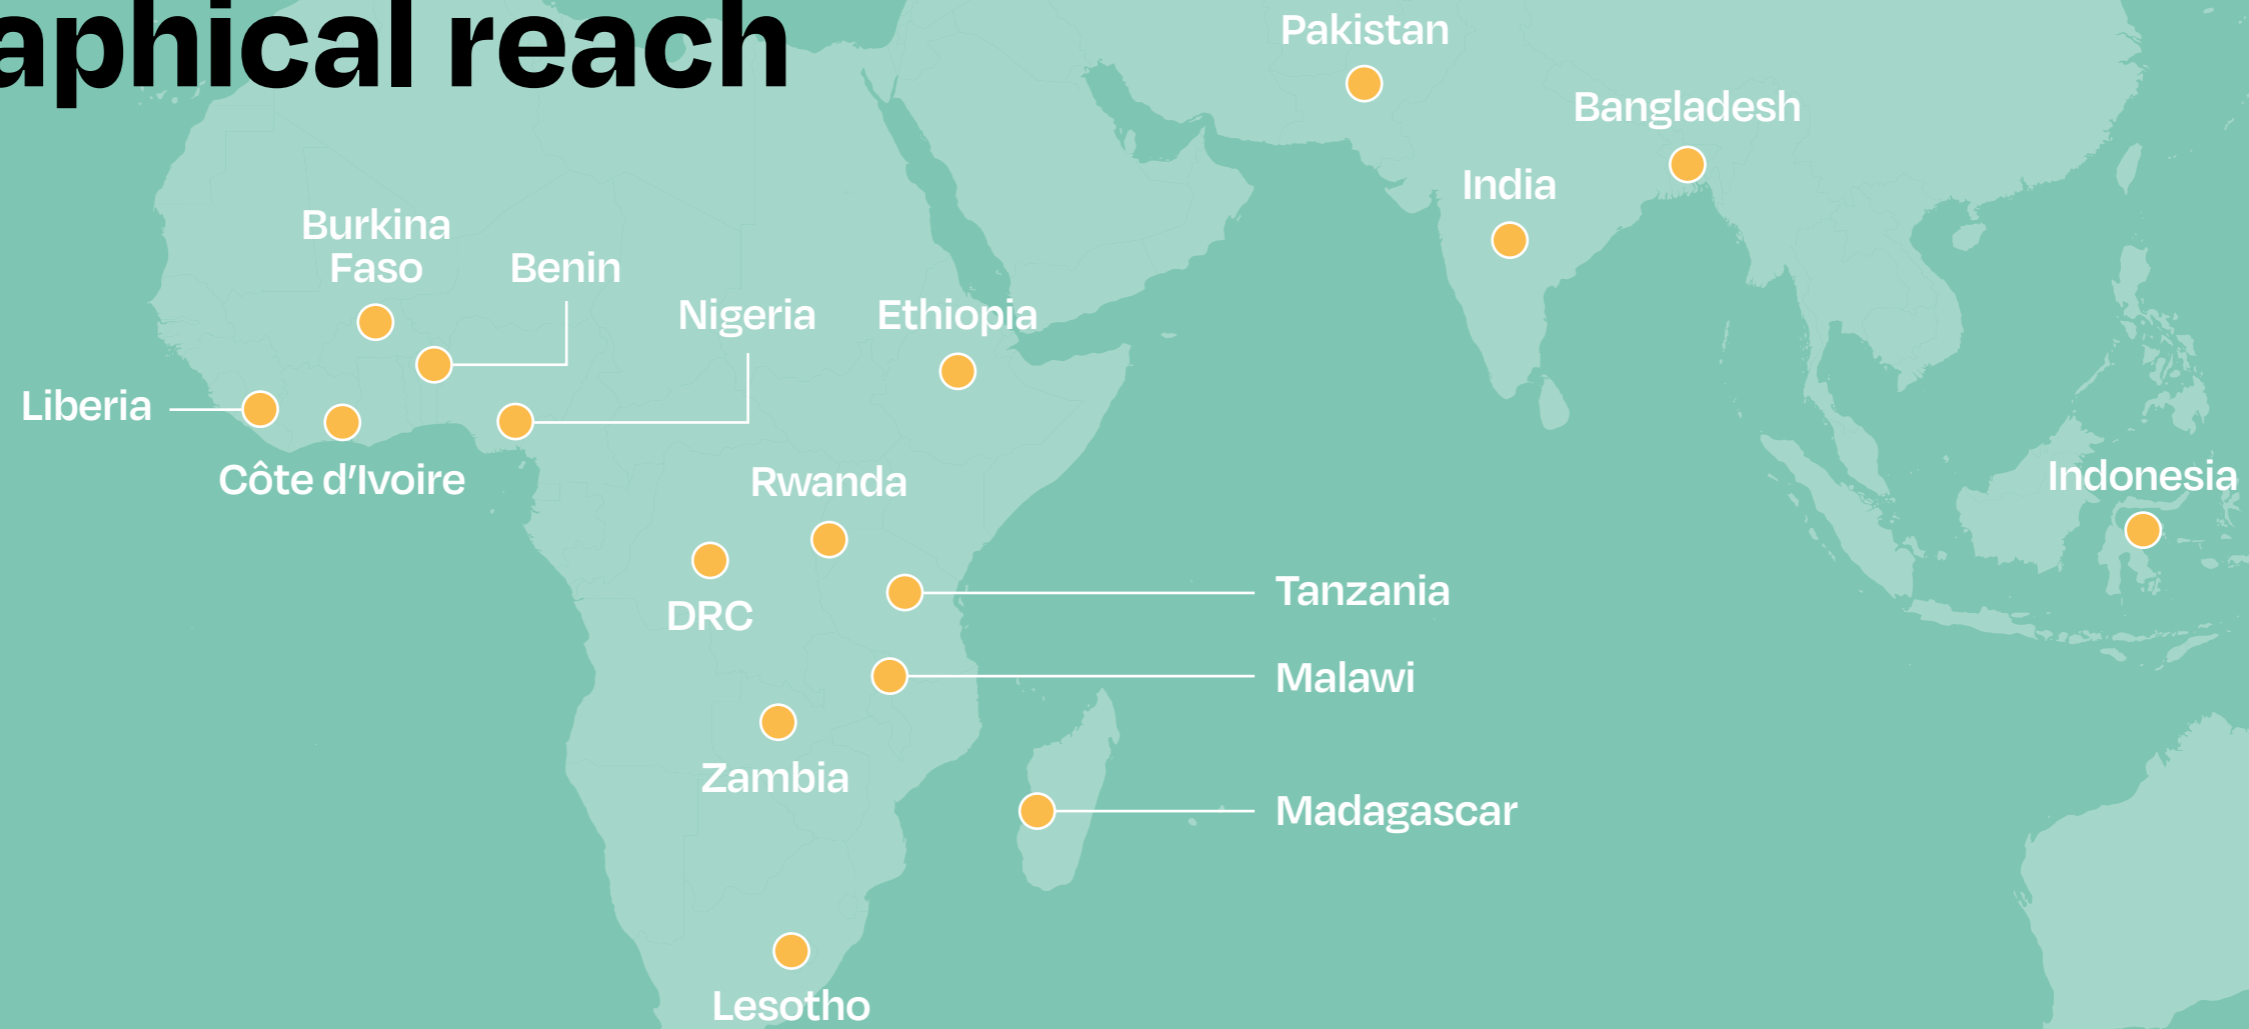 aphical reach
Pakistan
Bangladesh
India
Burkina
Faso
Benin
Nigeria
Ethiopia
Liberia
Côte d'Ivoire
Rwanda
Indonesia
DRC
Tanzania
Malawi
Zambia
Madagascar
Lesotho